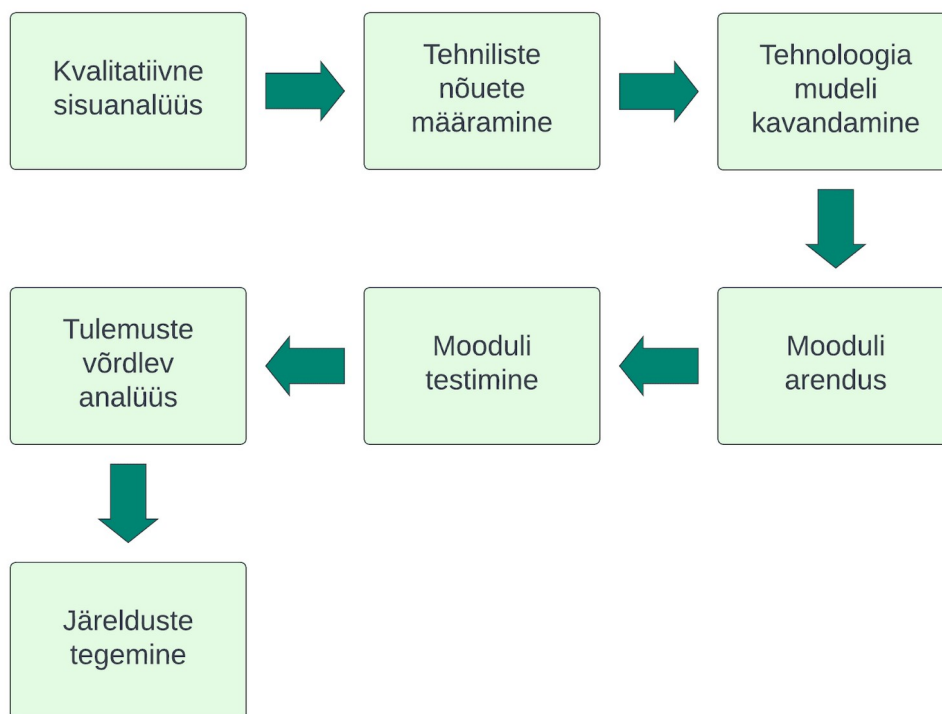 Kvalitatiivne
sisuanalüüs
Tehniliste
nõuete
määramine
Tehnoloogia
mudeli
kavandamine
Mooduli
arendus
Mooduli
testimine
Tulemuste
võrdlev
analüüs
Järelduste
tegemine